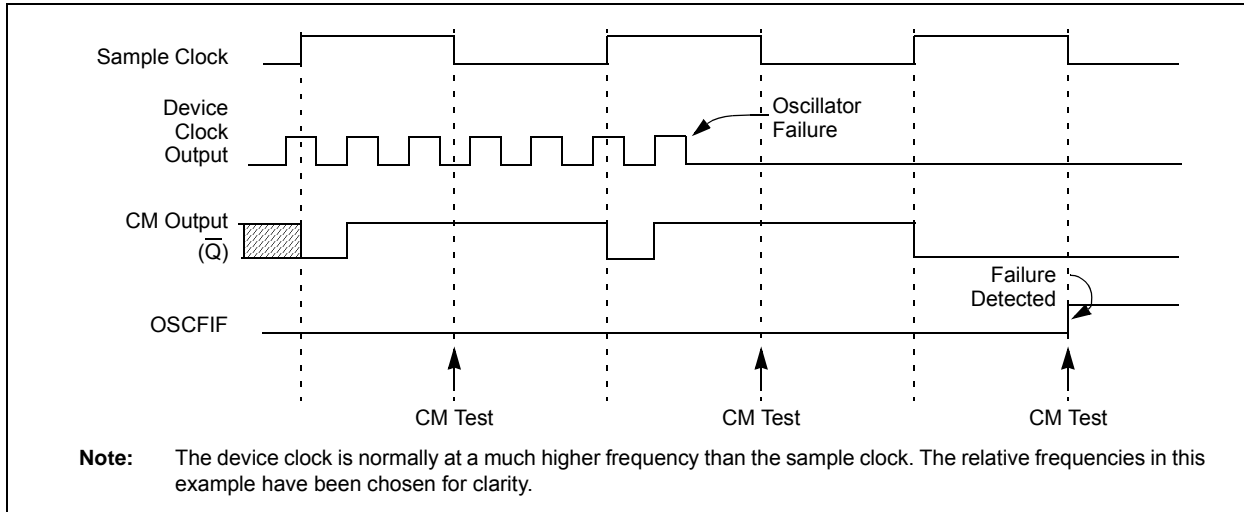 Sample Clock
Device
Clock
Output
Oscillator
Failure
CM Output
(Q̅)
Failure
Detected
OSCFIF
CM Test
CM Test
CM Test
Note: The device clock is normally at a much higher frequency than the sample clock. The relative frequencies in this
example have been chosen for clarity.